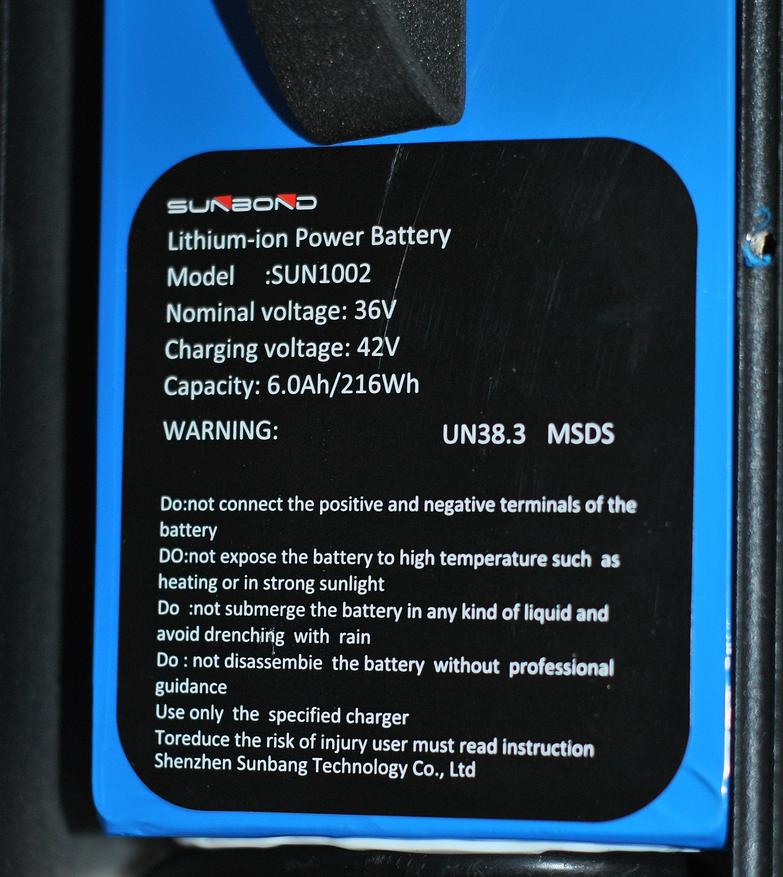 SUNBOND
Lithium-ion Power Battery
Model :SUN1002
Nominal voltage: 36V
Charging voltage: 42V
Capacity: 6.0Ah/216Wh
WARNING: UN38.3 MSDS
Do:not connect the positive and negative terminals of the
battery
DO:not expose the battery to high temperature such as
heating or in strong sunlight
Do :not submerge the battery in any kind of liquid and
avoid drenching with rain
Do : not disassembie the battery without professional
guidance
Use only the specified charger
Toreduce the risk of injury user must read instruction
Shenzhen Sunbang Technology Co., Ltd